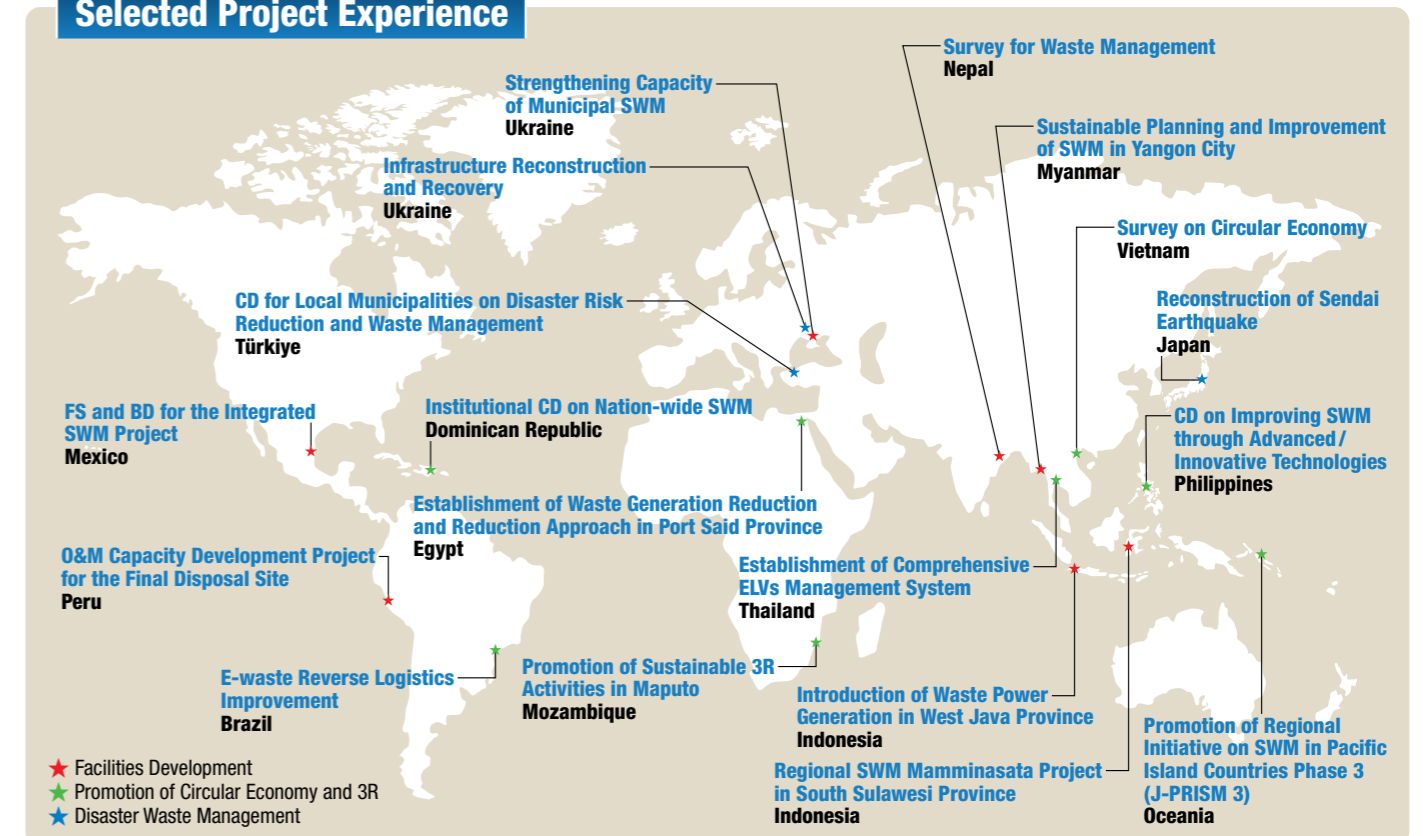 Selected Project Experience
Survey for Waste Management
Nepal
Strengthening Capacity
of Municipal SWM
Ukraine
Sustainable Planning and Improvement
of SWM in Yangon City
Myanmar
Infrastructure Reconstruction
and Recovery
Ukraine
Survey on Circular Economy
Vietnam
CD for Local Municipalities on Disaster Risk
Reduction and Waste Management
Türkiye
Reconstruction of Sendai
Earthquake
Japan
FS and BD for the Integrated
SWM Project
Mexico
Institutional CD on Nation-wide SWM
Dominican Republic
CD on Improving SWM
through Advanced/
Innovative Technologies
Philippines
Establishment of Waste Generation Reduction
and Reduction Approach in Port Said Province
Egypt
O&M Capacity Development Project
for the Final Disposal Site
Peru
Establishment of Comprehensive
ELVs Management System
Thailand
E-waste Reverse Logistics
Improvement
Brazil
Promotion of Sustainable 3R
Activities in Maputo
Mozambique
Introduction of Waste Power
Generation in West Java Province
Indonesia
Regional SWM Mamminasata Project
in South Sulawesi Province
Indonesia
Promotion of Regional
Initiative on SWM in Pacific
Island Countries Phase 3
(J-PRISM 3)
Oceania
Facilities Development
Promotion of Circular Economy and 3R
Disaster Waste Management